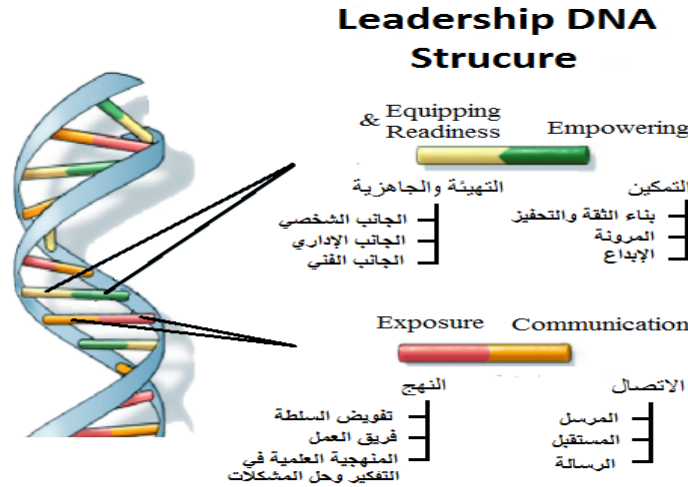 Leadership DNA
Strucure
& Equipping
Readiness
Empowering
التهيئة والجاهزية
الجانب الشخصي
الجانب الإداري
الجانب الفني
التمكين
بناء الثقة والتحفيز
المرونة
الإبداع
Exposure
Communication
النهج
تفويض السلطة
فريق العمل
المنهجية العلمية في
التفكير وحل المشكلات
الاتصال
المرسل
المستقبل
الرسالة